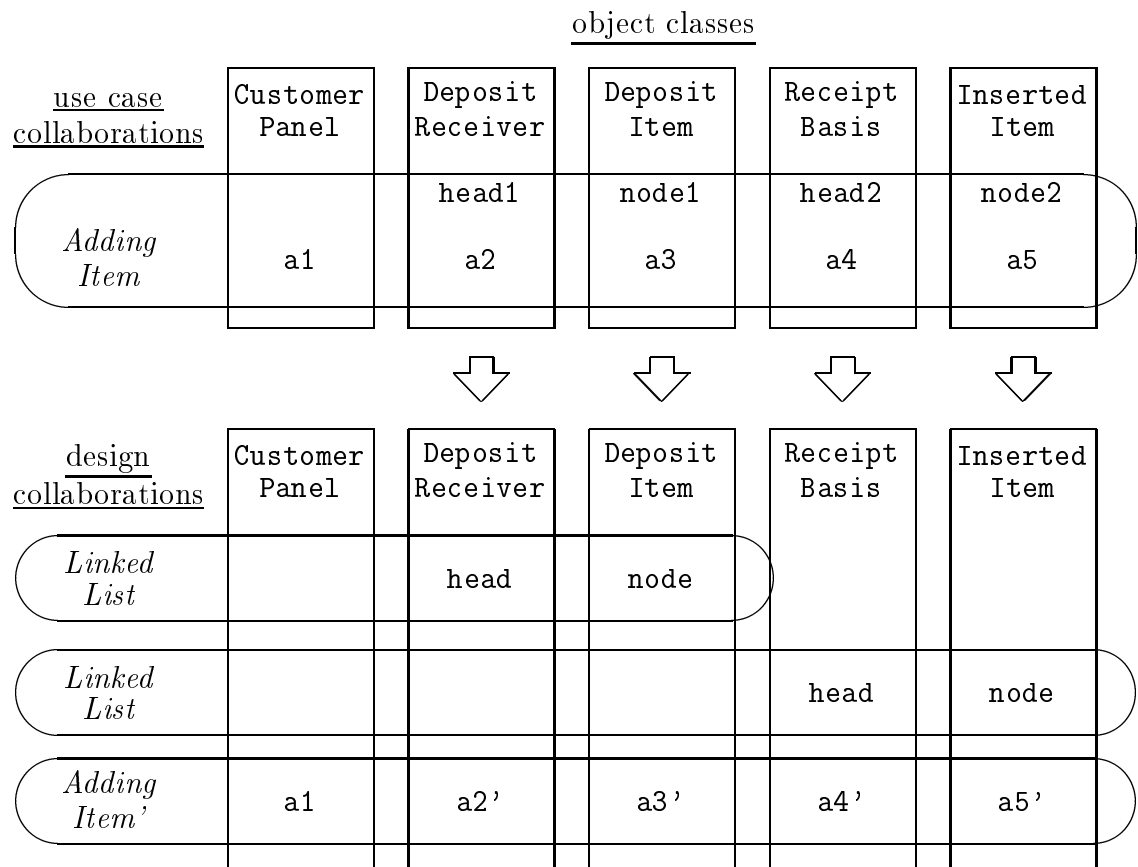 object classes
use case
collaborations
Customer
Panel
Deposit
Receiver
Deposit
Item
Receipt
Basis
Inserted
Item
head1
node1
head2
node2
Adding
Item
a1
a2
a3
a4
a5
design
collaborations
Customer
Panel
Deposit
Receiver
Deposit
Item
Receipt
Basis
Inserted
Item
Linked
List
head
node
Linked
List
head
node
Adding
Item'
a1
a2'
a3'
a4'
a5'